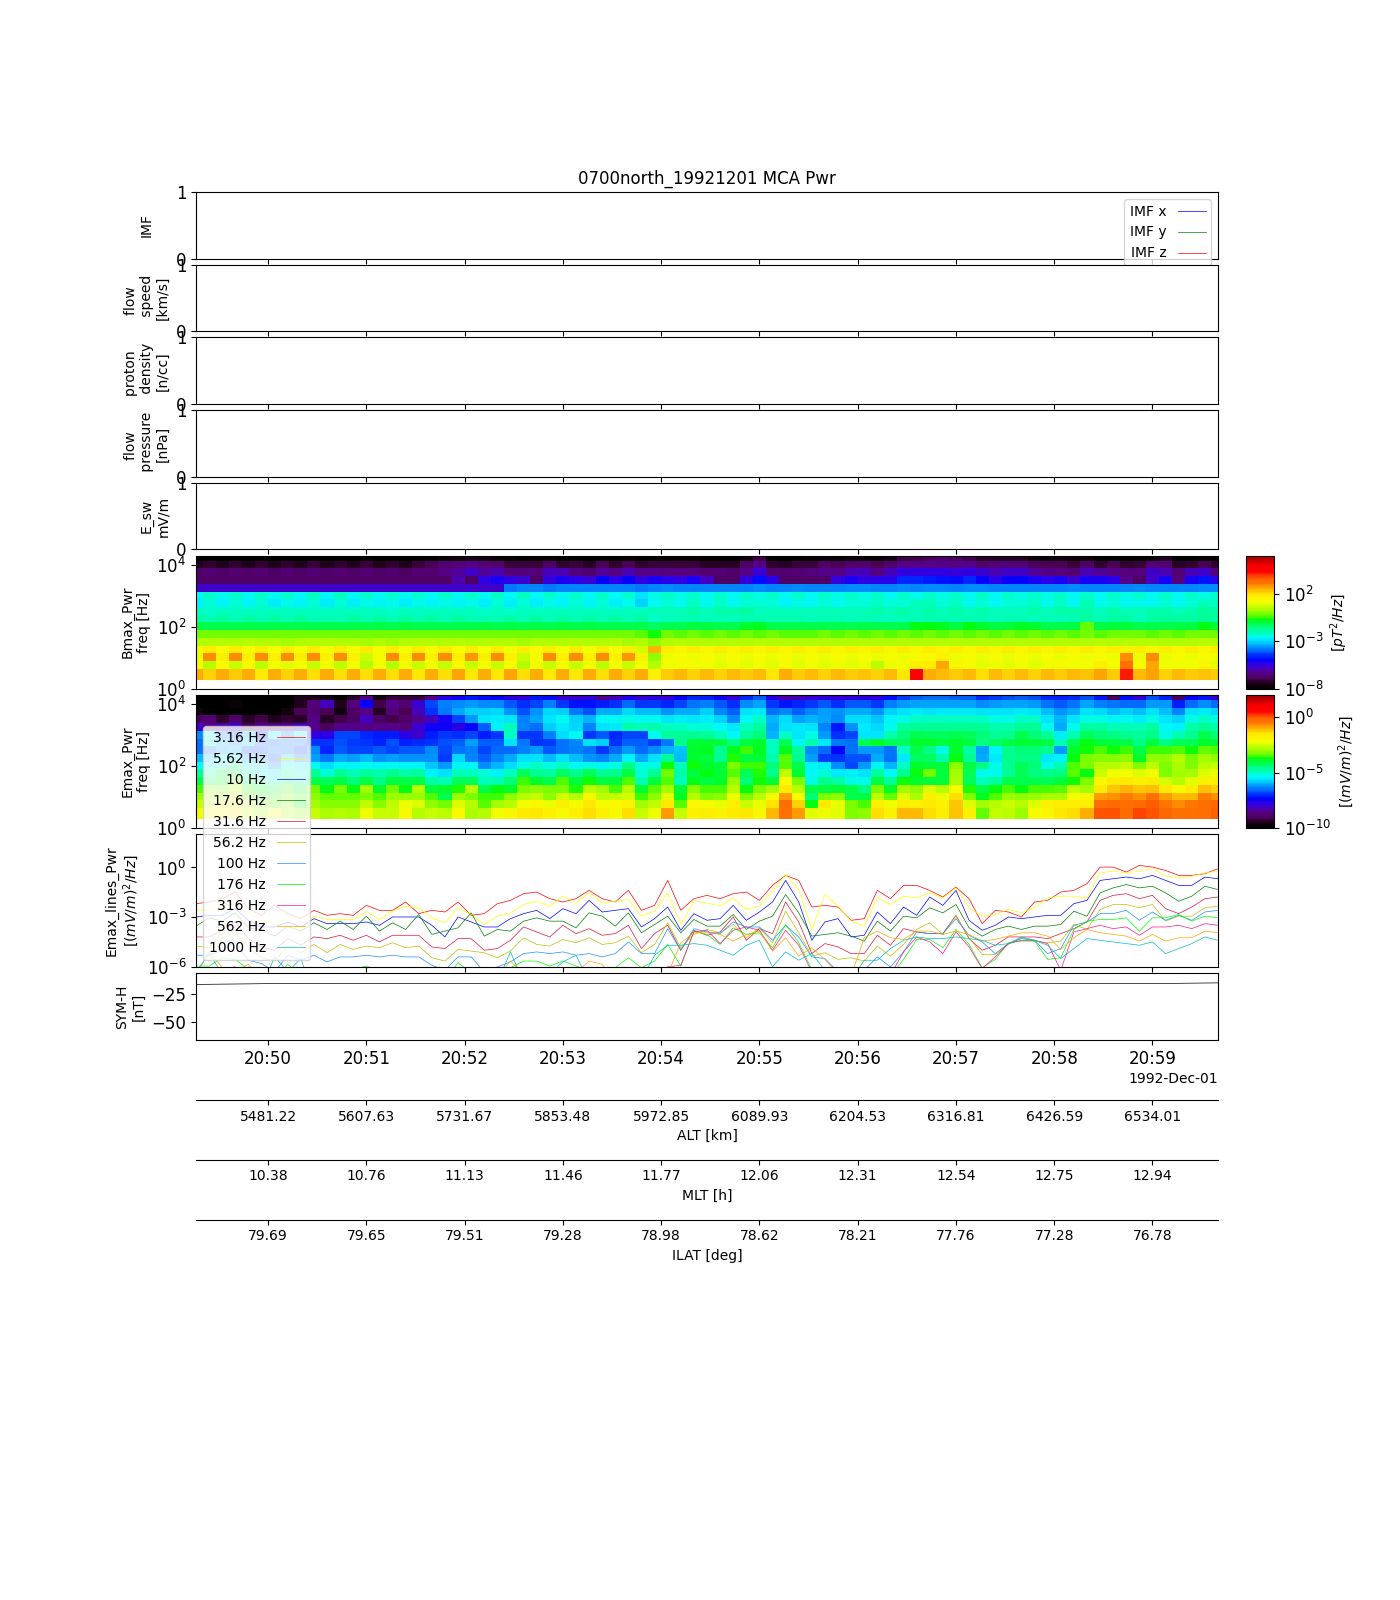 0700north_19921201 MCA Pwr
1
IMF
0
IMF x
IMF y
IMF z
1
flow
speed
[km/s]
0
1
proton
density
[n/cc]
0
1
flow
pressure
[nPa]
0
1
E_sw
mV/m
0
10^4
10^2
10^0
Bmax_Pwr
freq [Hz]
10^2
10^-3
10^-8
[pT^2/Hz]
10^4
10^2
10^0
Emax_Pwr
freq [Hz]
10^0
10^-5
10^-10
[(mV/m)^2/Hz]
3.16 Hz
5.62 Hz
10 Hz
17.6 Hz
31.6 Hz
56.2 Hz
100 Hz
176 Hz
316 Hz
562 Hz
1000 Hz
10^0
10^-3
10^-6
Emax_lines_Pwr
[(mV/m)^2/Hz]
−25
−50
SYM-H
[nT]
20:50 20:51 20:52 20:53 20:54 20:55 20:56 20:57 20:58 20:59
1992-Dec-01
5481.22 5607.63 5731.67 5853.48 5972.85 6089.93 6204.53 6316.81 6426.59 6534.01
ALT [km]
10.38 10.76 11.13 11.46 11.77 12.06 12.31 12.54 12.75 12.94
MLT [h]
79.69 79.65 79.51 79.28 78.98 78.62 78.21 77.76 77.28 76.78
ILAT [deg]